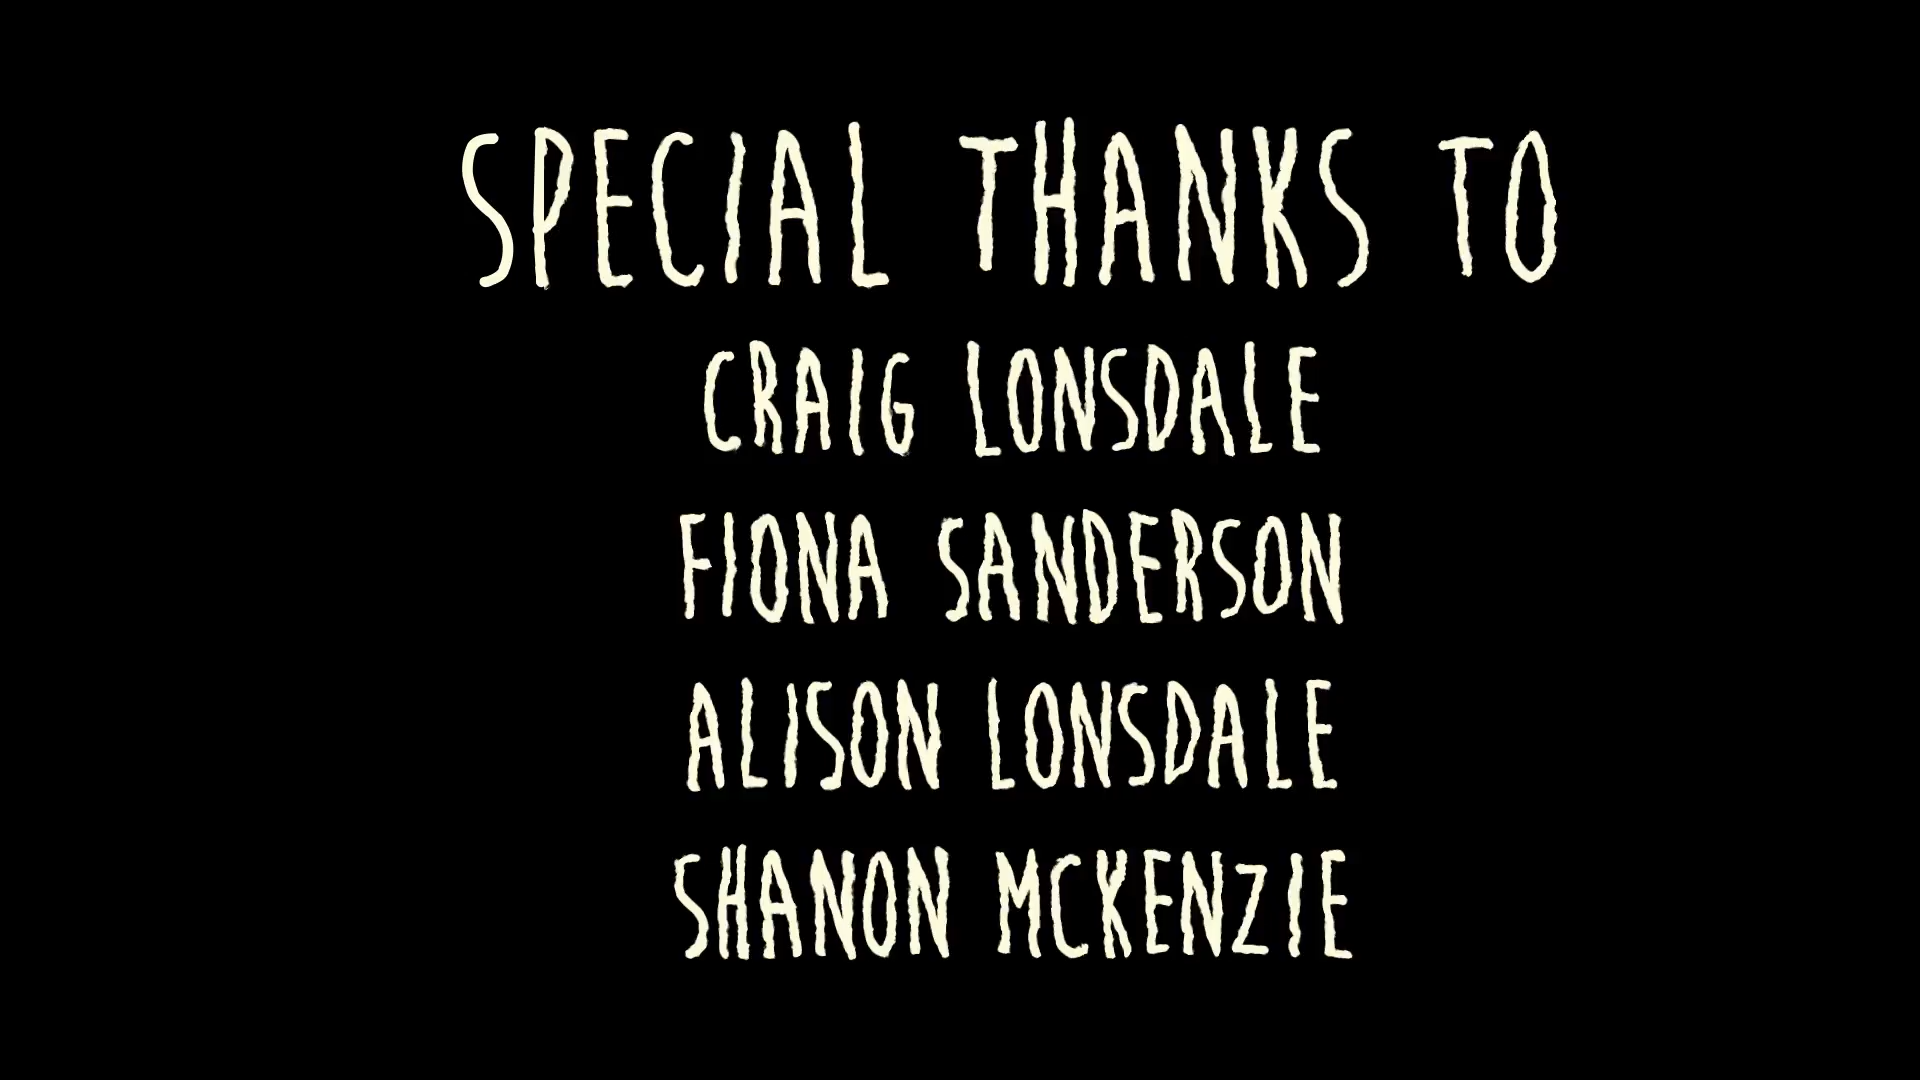 SPECIAL THANKS TO
CRAIG LONSDALE
FIONA SANDERSON
ALISON LONSDALE
SHANON MCKENZIE